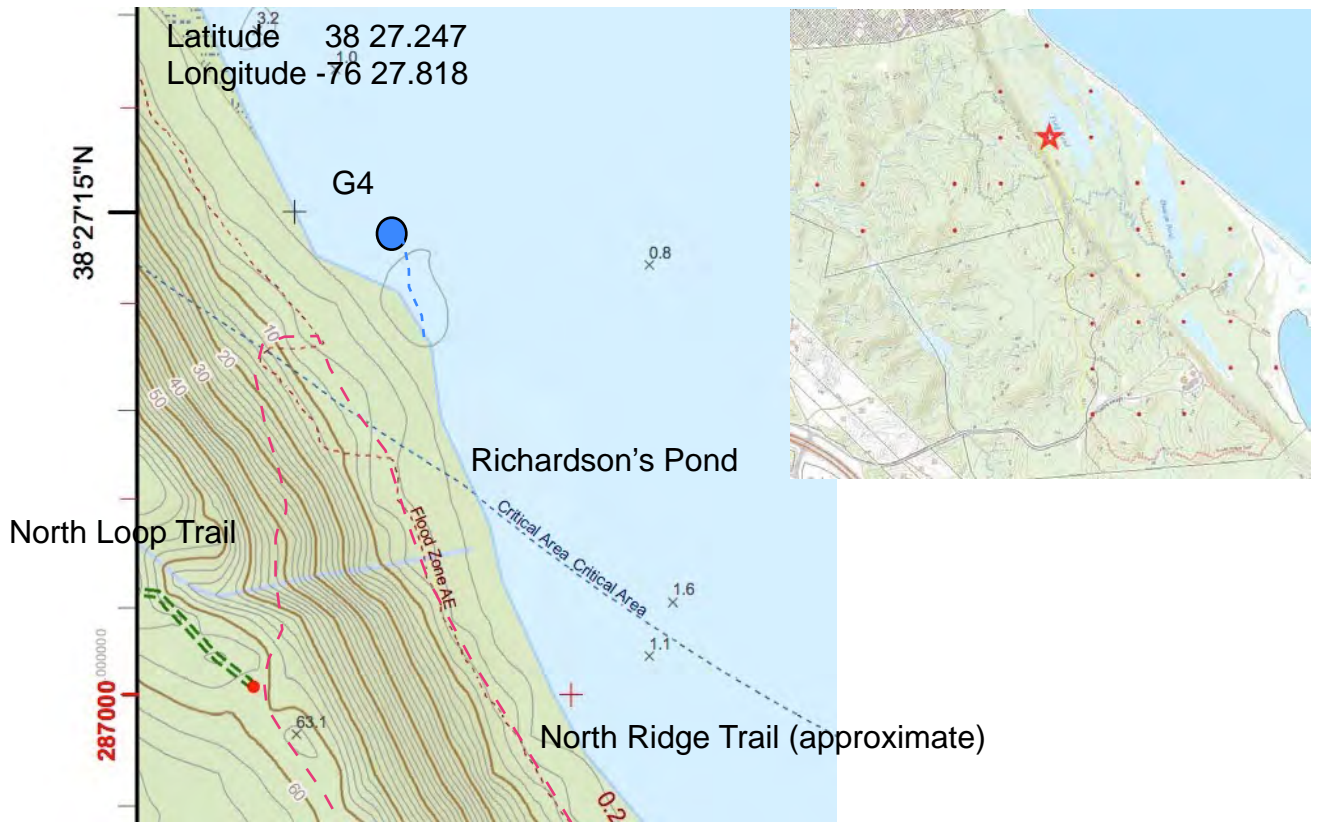 3.2
Latitude 38 27.247
1.0
Longitude -76 27.818
38°27'15"N
G4
0.8
10
20
30
40
50
Richardson's Pond
North Loop Trail
Critical Area Critical Area
Flood Zone AE
1.6
1.1
287000.000000
63.1
North Ridge Trail (approximate)
60
0.2